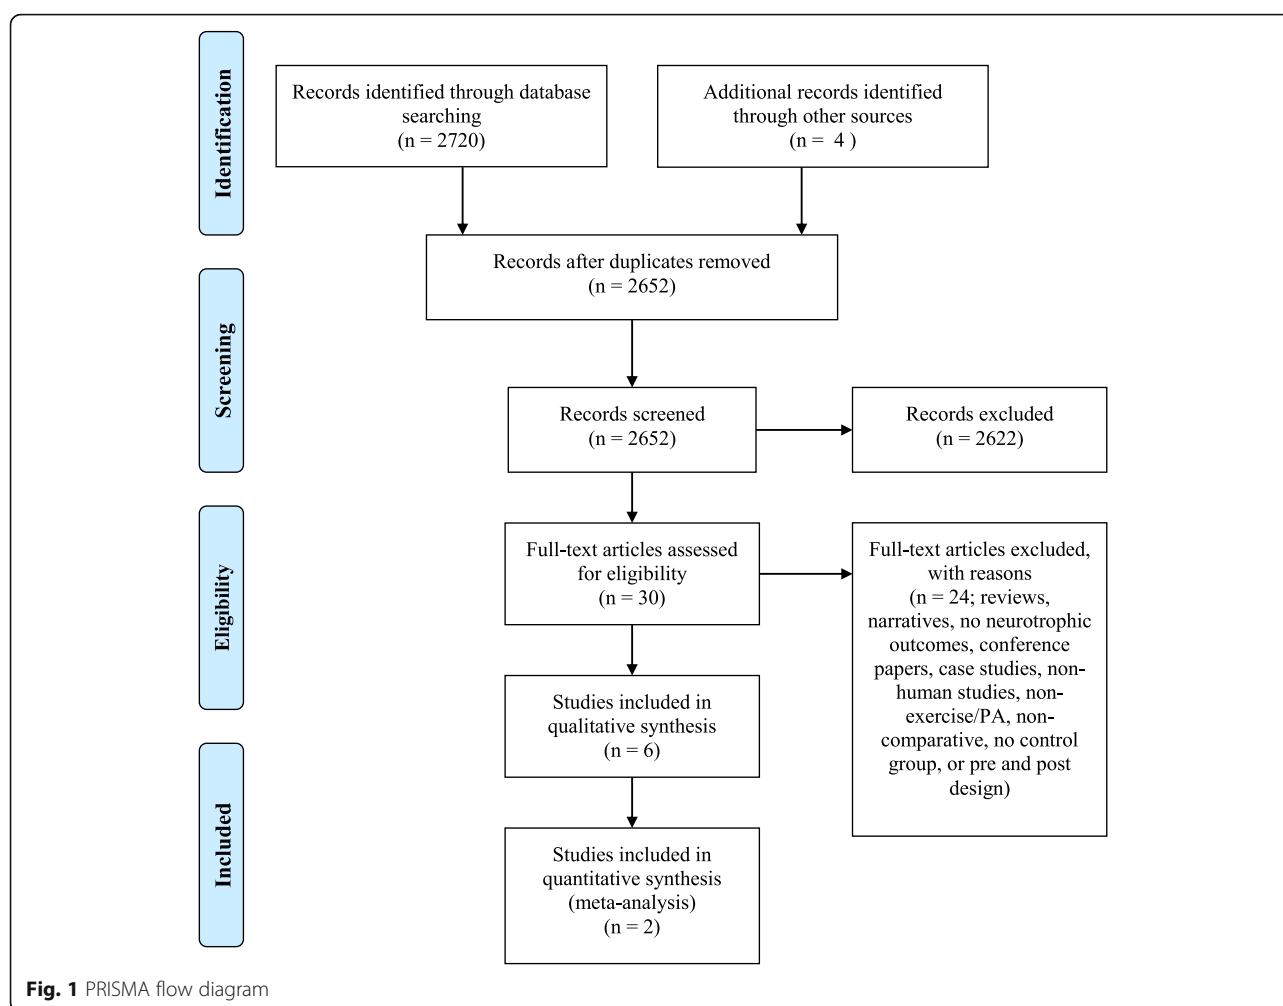 Identification
Records identified through database
searching
(n = 2720)
Additional records identified
through other sources
(n = 4 )
Records after duplicates removed
(n = 2652)
Screening
Records screened
(n = 2652)
Records excluded
(n = 2622)
Eligibility
Full-text articles assessed
for eligibility
(n = 30)
Full-text articles excluded,
with reasons
(n = 24; reviews,
narratives, no neurotrophic
outcomes, conference
papers, case studies, non-
human studies, non-
exercise/PA, non-
comparative, no control
group, or pre and post
design)
Studies included in
qualitative synthesis
(n = 6)
Included
Studies included in
quantitative synthesis
(meta-analysis)
(n = 2)
Fig. 1 PRISMA flow diagram